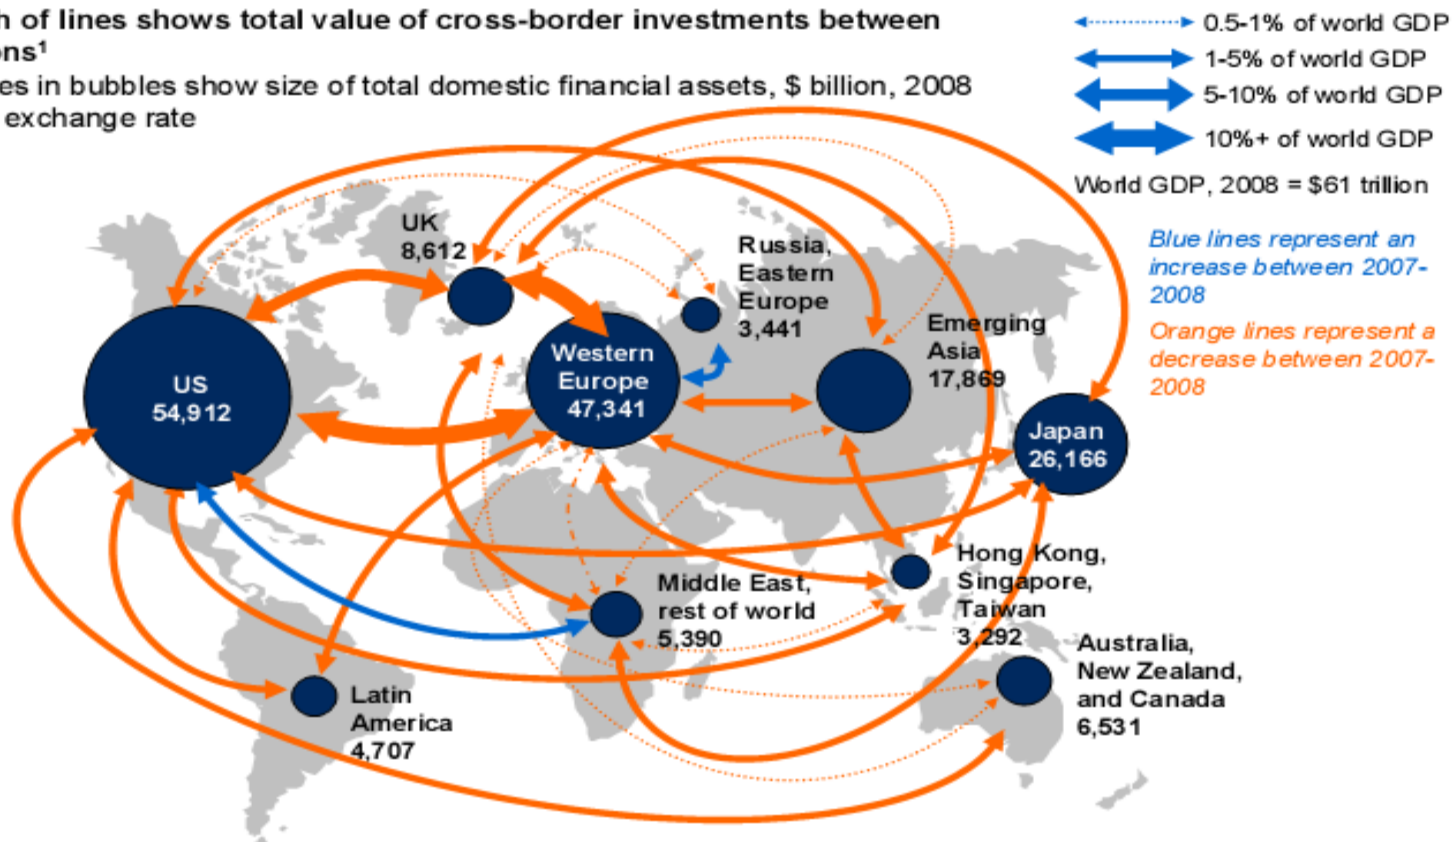 h of lines shows total value of cross-border investments between
ons¹
es in bubbles show size of total domestic financial assets, $ billion, 2008
exchange rate
0.5-1% of world GDP
1-5% of world GDP
5-10% of world GDP
10%+ of world GDP
World GDP, 2008 = $61 trillion
Blue lines represent an
increase between 2007-
2008
Orange lines represent a
decrease between 2007-
2008
UK
8,612
Russia,
Eastern
Europe
3,441
Emerging
Asia
17,869
US
54,912
Western
Europe
47,341
Japan
26,166
Hong Kong,
Singapore,
Taiwan
3,292
Middle East,
rest of world
5,390
Australia,
New Zealand,
and Canada
6,531
Latin
America
4,707